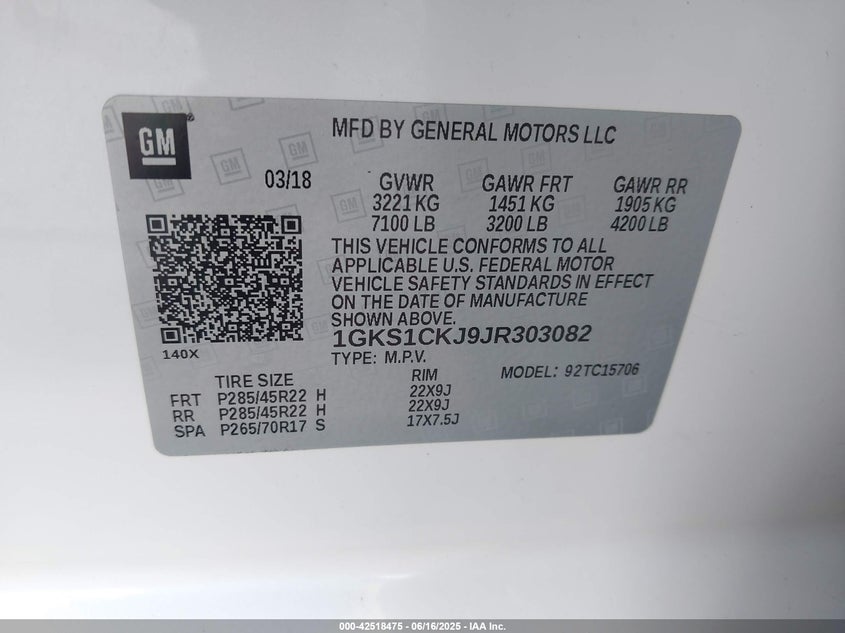 GM
MFD BY GENERAL MOTORS LLC
03/18
GVWR GAWR FRT GAWR RR
3221 KG 1451 KG 1905 KG
7100 LB 3200 LB 4200 LB
THIS VEHICLE CONFORMS TO ALL
APPLICABLE U.S. FEDERAL MOTOR
VEHICLE SAFETY STANDARDS IN EFFECT
ON THE DATE OF MANUFACTURE
SHOWN ABOVE.
1GKS1CKJ9JR303082
140X
TYPE: M.P.V.
MODEL: 92TC15706
TIRE SIZE RIM
FRT P285/45R22 H 22X9J
RR P285/45R22 H 22X9J
SPA P265/70R17 S 17X7.5J
000-42518475 - 06/16/2025 - IAA Inc.